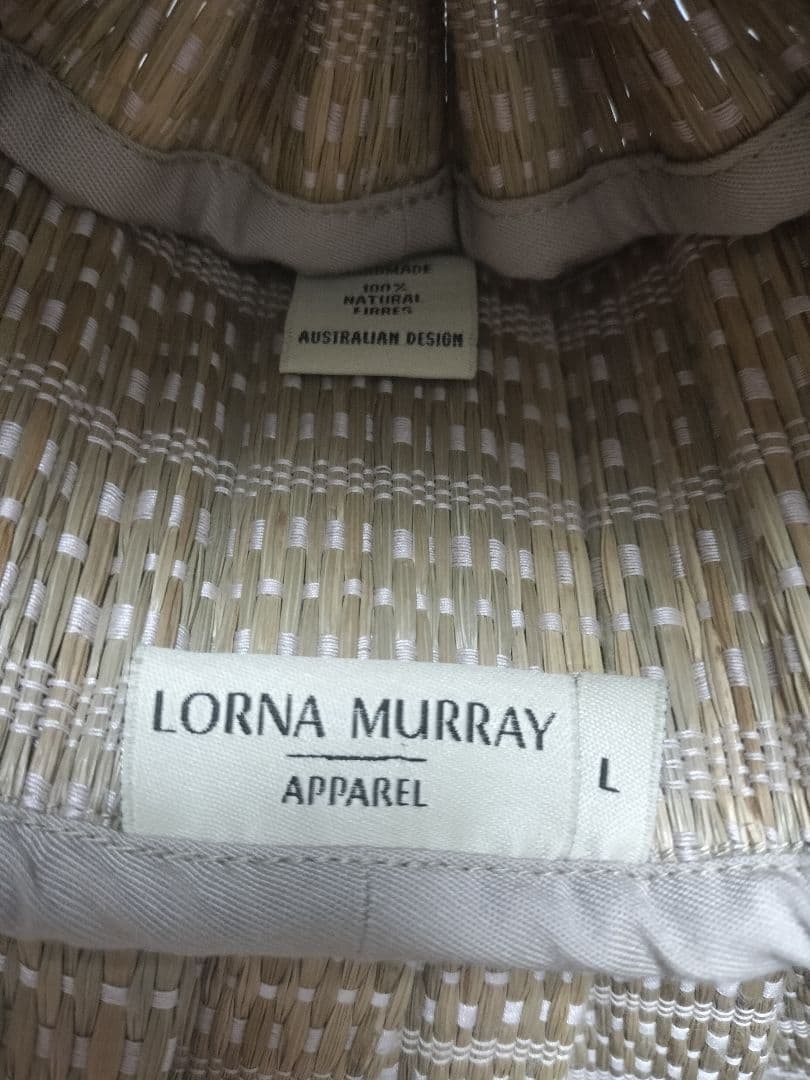 100%
NATURAL
FIBRES
AUSTRALIAN DESIGN
LORNA MURRAY
APPAREL
L